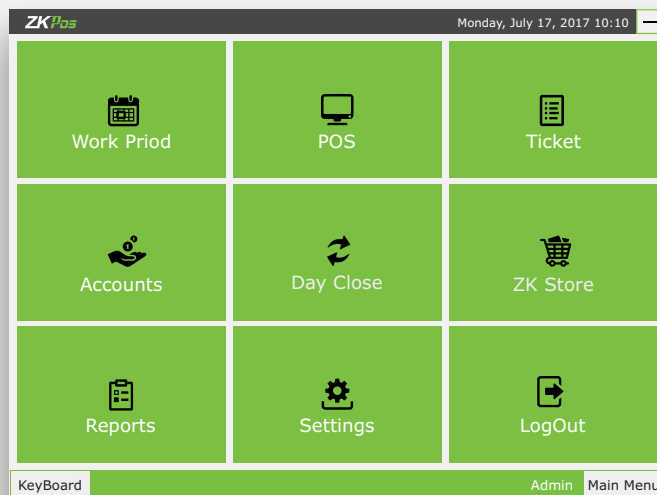 ZKPos
Monday, July 17, 2017 10:10
Work Priod
POS
Ticket
Accounts
Day Close
ZK Store
Reports
Settings
LogOut
KeyBoard
Admin
Main Menu